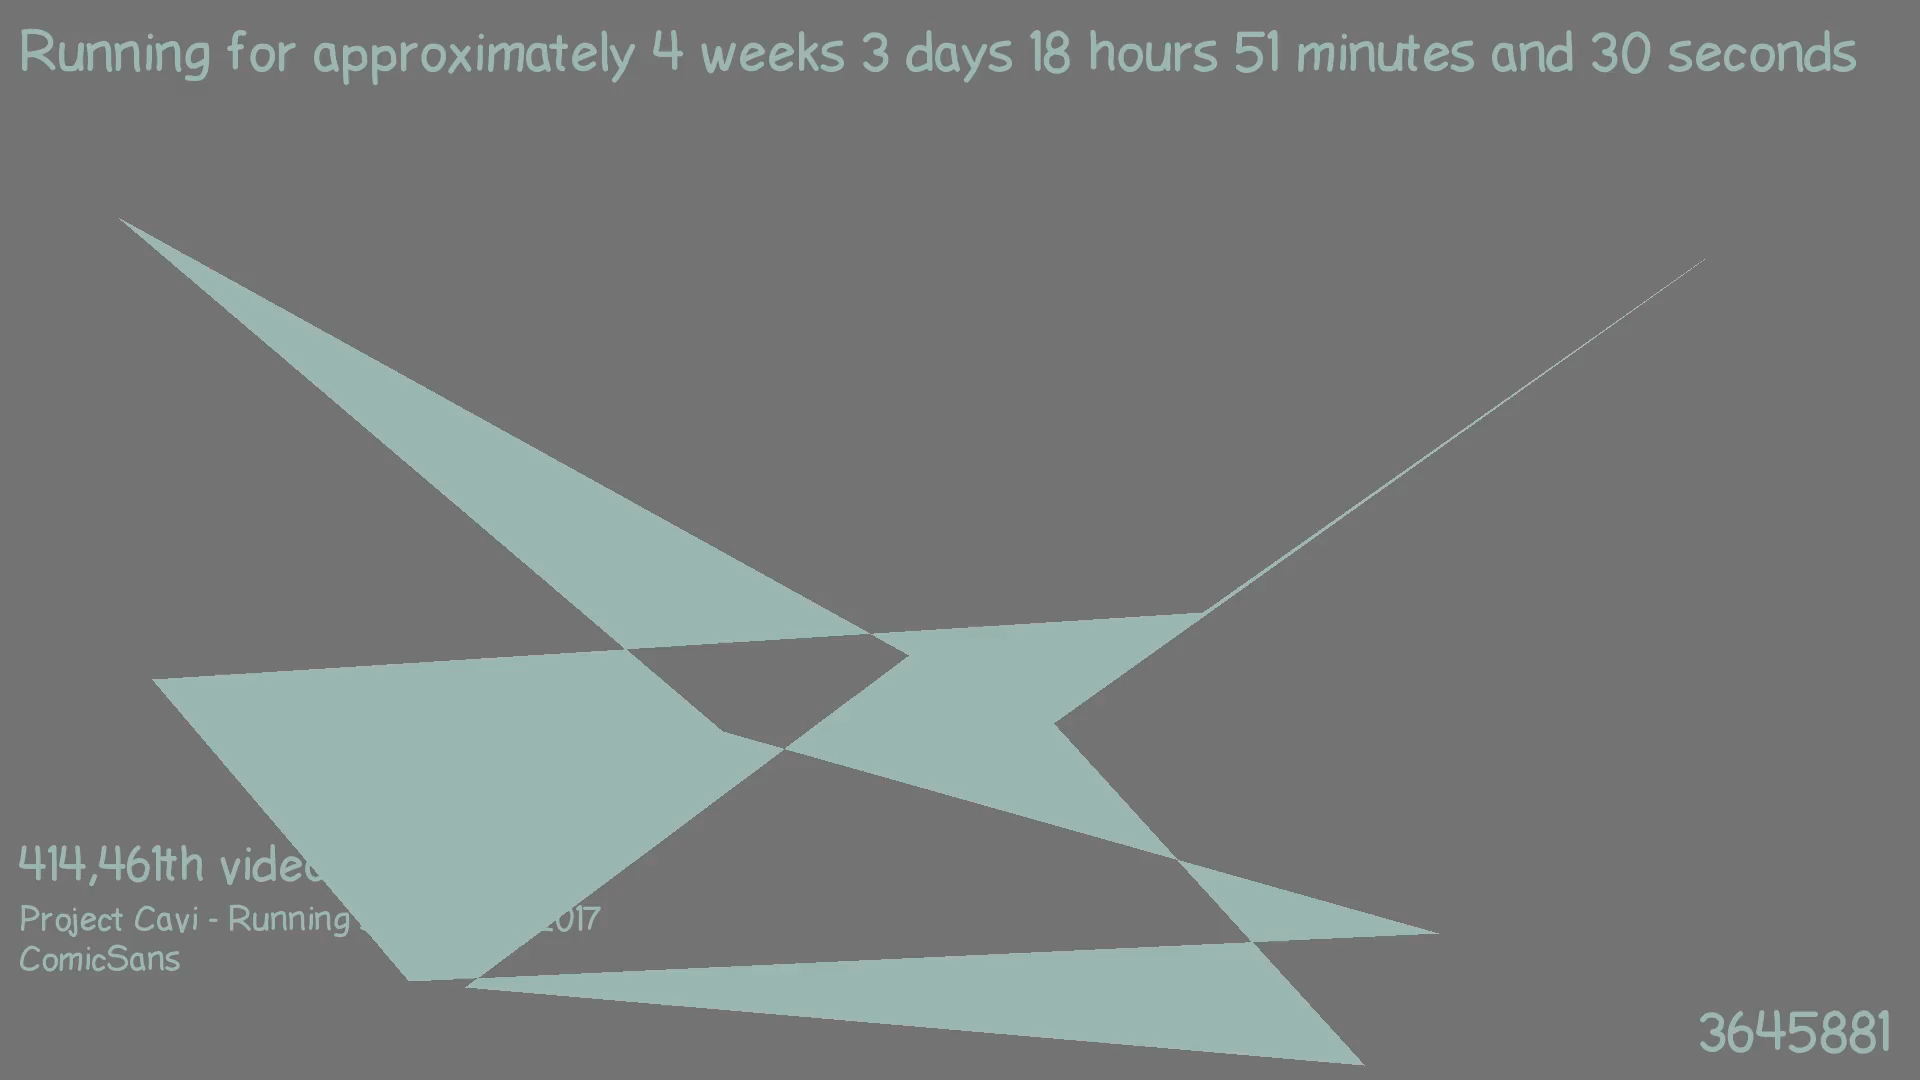 Running for approximately 4 weeks 3 days 18 hours 51 minutes and 30 seconds
414,461th video
Project Cavi - Running 2017
ComicSans
3645881